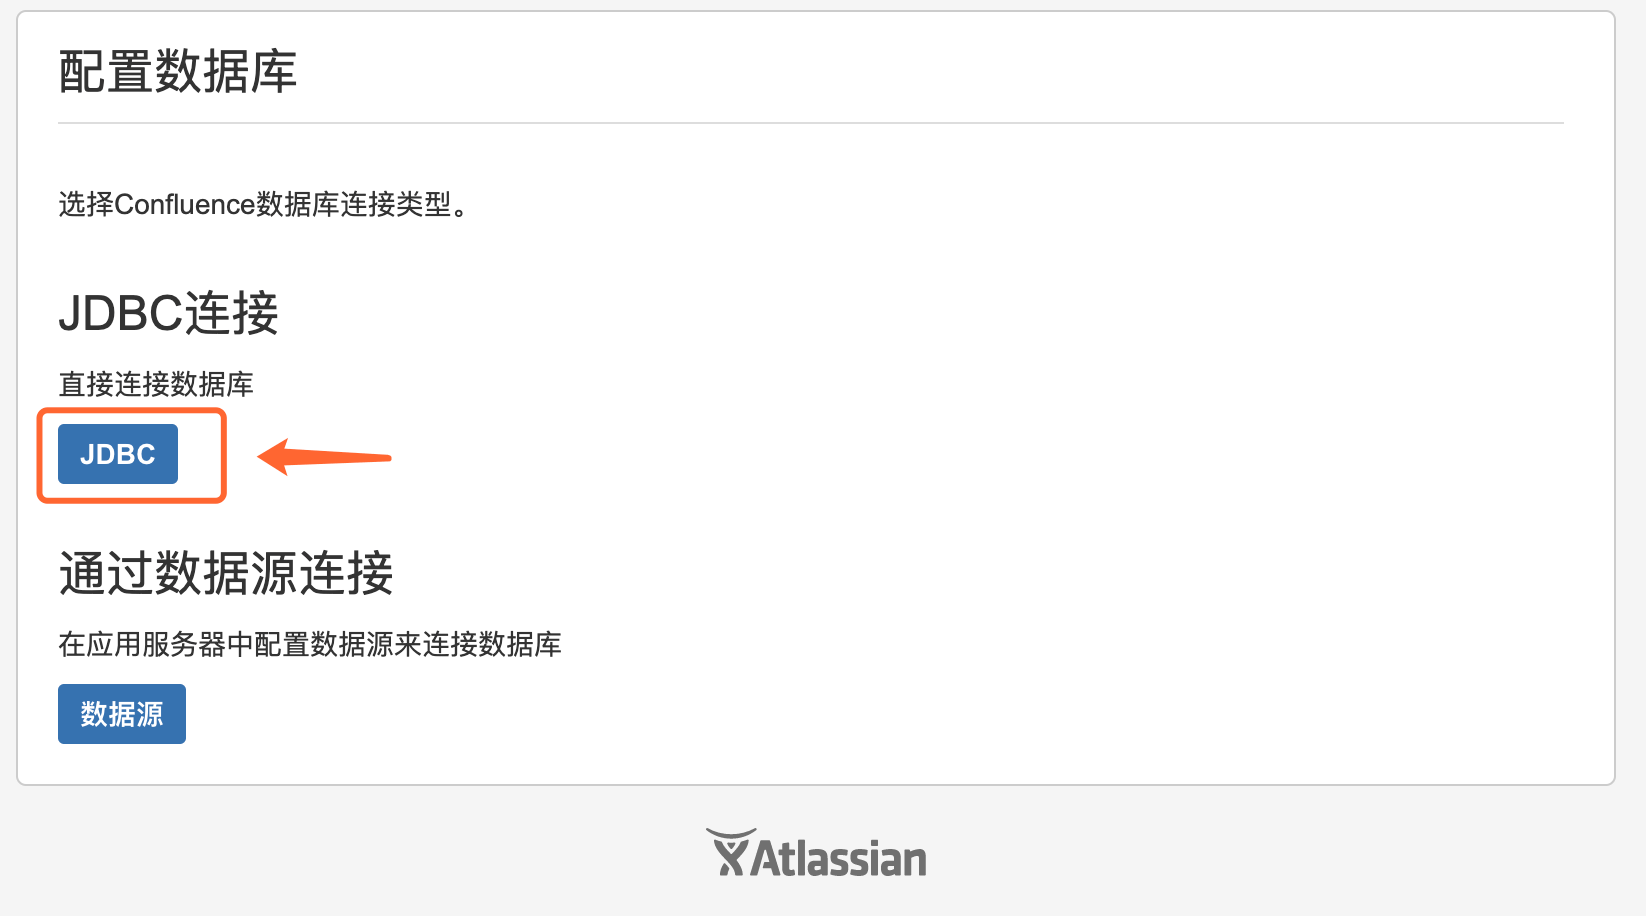 配置数据库
选择Confluence数据库连接类型。
JDBC连接
直接连接数据库
JDBC
通过数据源连接
在应用服务器中配置数据源来连接数据库
数据源
Atlassian